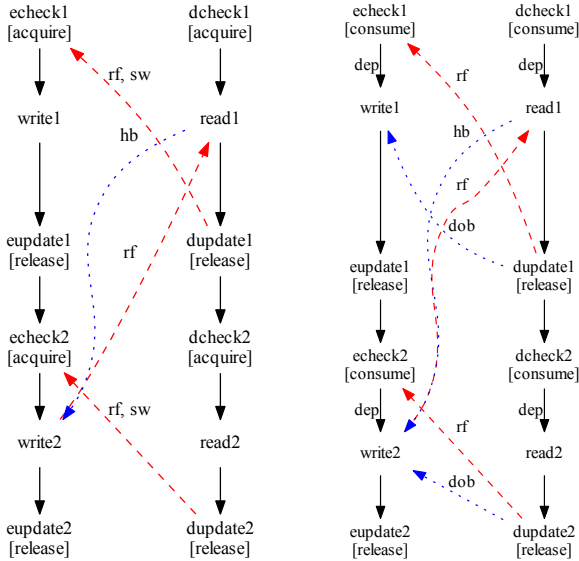 echeck1
[acquire]
dcheck1
[acquire]
rf, sw
write1
read1
hb
rf
eupdate1
[release]
dupdate1
[release]
echeck2
[acquire]
dcheck2
[acquire]
rf, sw
write2
read2
eupdate2
[release]
dupdate2
[release]
echeck1
[consume]
dcheck1
[consume]
dep
rf
dep
write1
read1
hb
rf
dob
eupdate1
[release]
dupdate1
[release]
echeck2
[consume]
dcheck2
[consume]
dep
rf
dep
write2
read2
dob
eupdate2
[release]
dupdate2
[release]